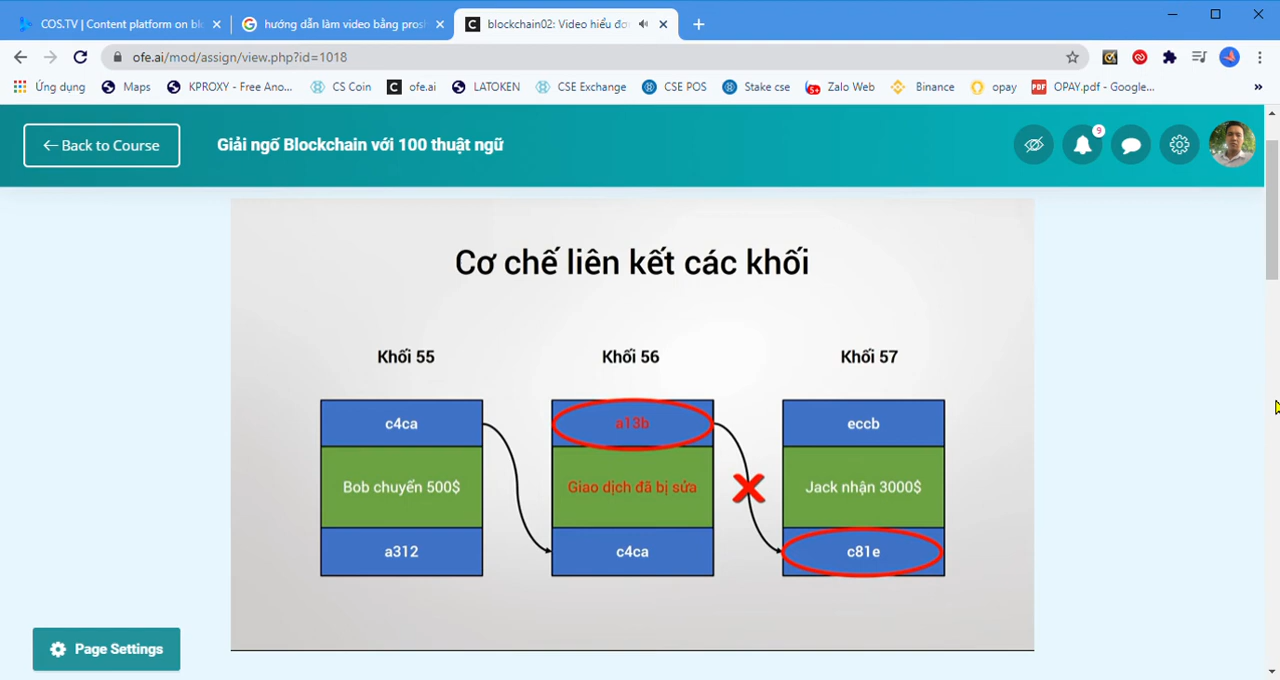 COS.TV | Content platform on blo
hướng dẫn làm video bằng prosh
blockchain02: Video hiểu đơn
ofe.ai/mod/assign/view.php?id=1018
Ứng dụng
Maps
KPROXY - Free Ano...
CS Coin
ofe.ai
LATOKEN
CSE Exchange
CSE POS
Stake cse
5+
Zalo Web
Binance
opay
PDF
OPAY.pdf - Google...
Back to Course
Giải ngố Blockchain với 100 thuật ngữ
9
Cơ chế liên kết các khối
Khối 55
Khối 56
Khối 57
c4ca
a13b
eccb
Bob chuyển 500$
Giao dịch đã bị sửa
Jack nhận 3000$
a312
c4ca
c81e
Page Settings